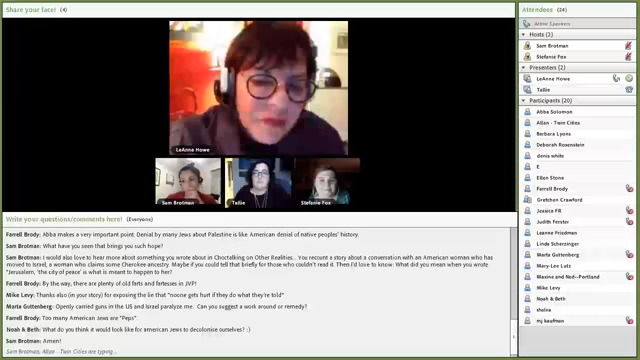 Share your face! (4)
LeAnne Howe
Sam Brotman
Tallie
Stefanie Fox
Write your questions/comments here! (Everyone)
Farrell Brody: Abba makes a very important point. Denial by many Jews about Palestine is like American denial of native peoples' history.
Sam Brotman: What have you seen that brings you such hope?
Sam Brotman: I would also love to hear more about something you wrote about in Choctalking on Other Realities... You recount a story about a conversation with an American woman who has
moved to Israel, a woman who claims some Cherokee ancestry. Maybe if you could tell that briefly for those who couldn't read it. Then I'd love to know: What did you mean when you wrote
"Jerusalem, 'the city of peace' is what is meant to happen to her?
Farrell Brody: By the way, there are plenty of old farts and fartesses in JVP!
Mike Levy: Thanks also (in your story) for exposing the lie that "noone gets hurt if they do what they're told"
Marta Guttenberg: Openly carried guns in the US and Israel paralyze me. Can you suggest a work around or remedy?
Farrell Brody: Too many American Jews are "Peps".
Noah & Beth: What do you think it would look like for american Jews to decolonise ourselves? :)
Sam Brotman: Amen!
Sam Brotman, Allan - Twin Cities are typing...
Attendees (24)
Active Speakers
Hosts (2)
Sam Brotman
Stefanie Fox
Presenters (2)
LeAnne Howe
Tallie
Participants (20)
Abba Solomon
Allan - Twin Cities
Barbara Lyons
Deborah Rosenstein
denis white
E
Ellen Stone
Farrell Brody
Gretchen Crawford
Jessica FR
Judith Ferster
Leanne Friedman
Linda Scherzinger
Marta Guttenberg
Mary-Lee Lutz
Maxine and Ned--Portland
Mike Levy
Noah & Beth
shelna
mj kaufman